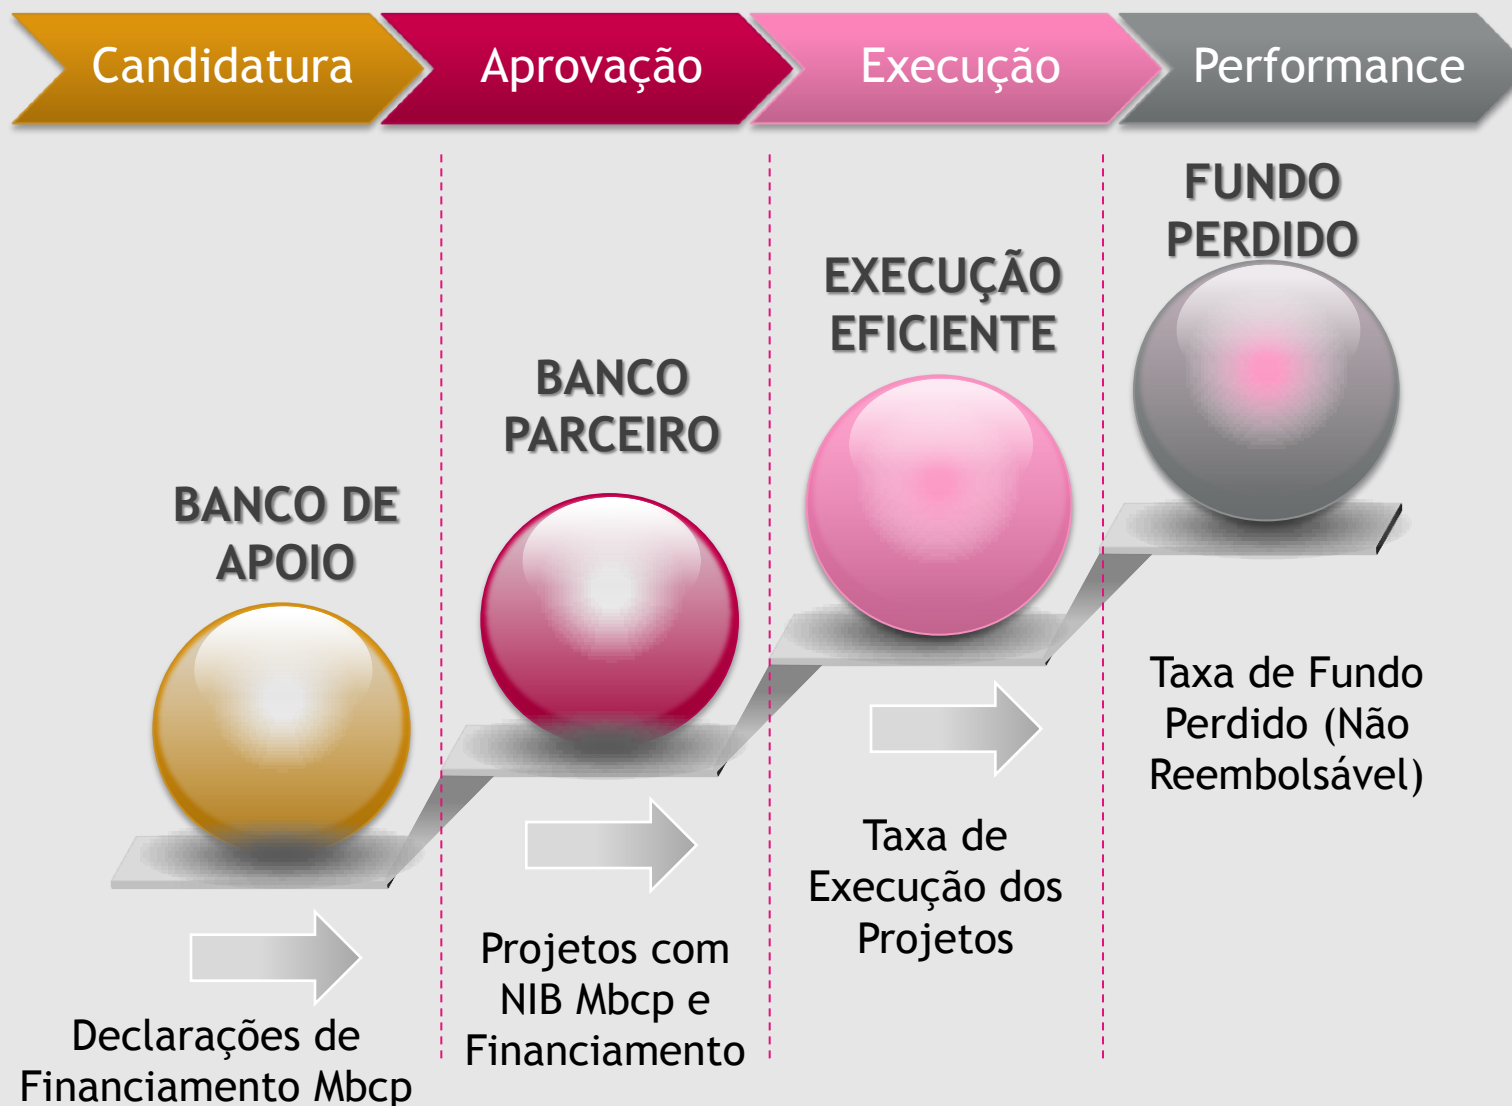 Candidatura
Aprovação
Execução
Performance
BANCO DE
APOIO
Declarações de
Financiamento Mbcp
BANCO
PARCEIRO
Projetos com
NIB Mbcp e
Financiamento
EXECUÇÃO
EFICIENTE
Taxa de
Execução dos
Projetos
FUNDO
PERDIDO
Taxa de Fundo
Perdido (Não
Reembolsável)